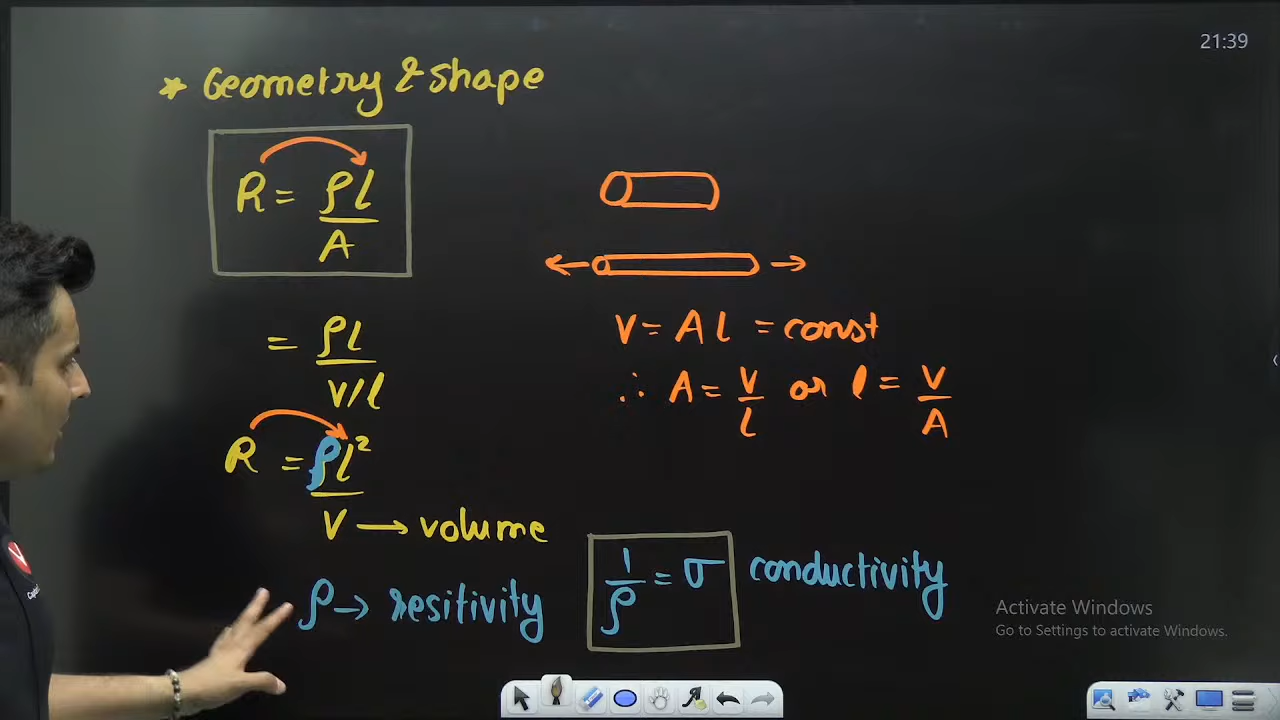 21:39
* Geometry & Shape
R = ρl/A
= ρl/V/l
V = Al = const
∴ A = V/l or l = V/A
R = ρl²/V → volume
ρ → resitivity
1/ρ = σ conductivity
Activate Windows
Go to Settings to activate Windows.